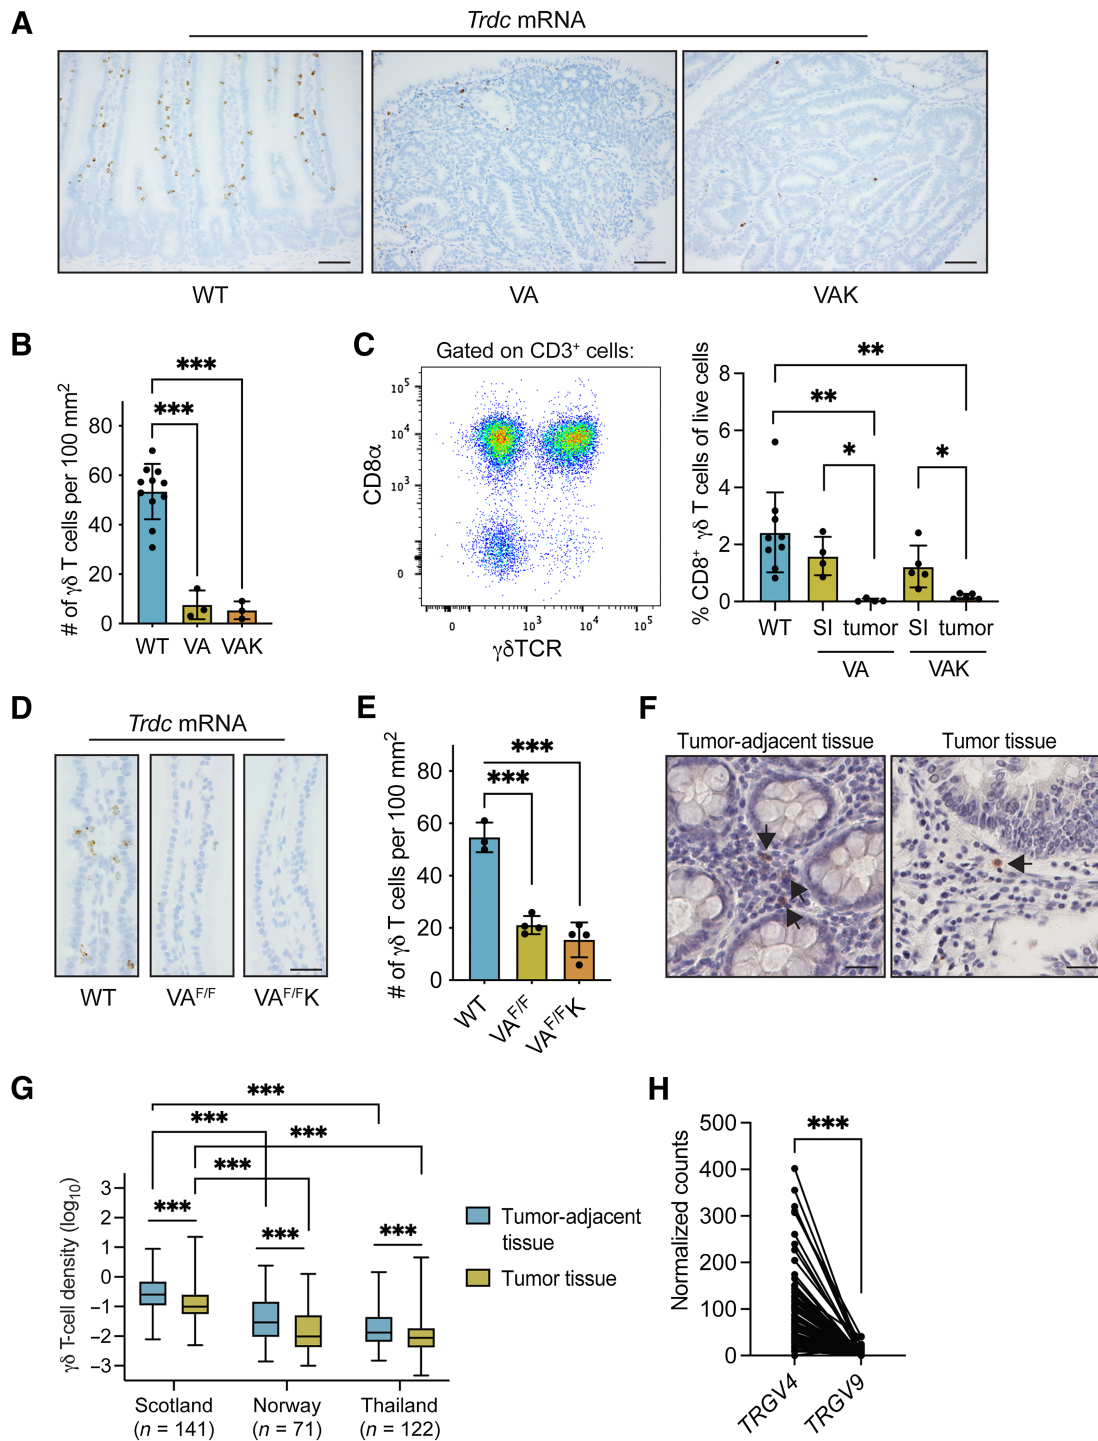 A
Trdc mRNA
WT
VA
VAK
B
# of γδ T cells per 100 mm2
80
60
40
20
0
***
***
WT
VA
VAK
C
Gated on CD3+ cells:
CD8α
10^5
10^4
10^3
0
0
10^3
10^4
10^5
γδTCR
% CD8+ γδ T cells of live cells
8
6
4
2
0
**
**
*
*
WT
SI
tumor
SI
tumor
VA
VAK
D
Trdc mRNA
WT
VAF/F
VAF/FK
E
# of γδ T cells per 100 mm2
80
60
40
20
0
***
***
WT
VAF/F
VAF/FK
F
Tumor-adjacent tissue
Tumor tissue
G
γδ T-cell density (log10)
3
2
1
0
−1
−2
−3
***
***
***
***
***
***
***
Scotland
(n = 141)
Norway
(n = 71)
Thailand
(n = 122)
Tumor-adjacent
tissue
Tumor tissue
H
Normalized counts
500
400
300
200
100
0
***
TRGV4
TRGV9